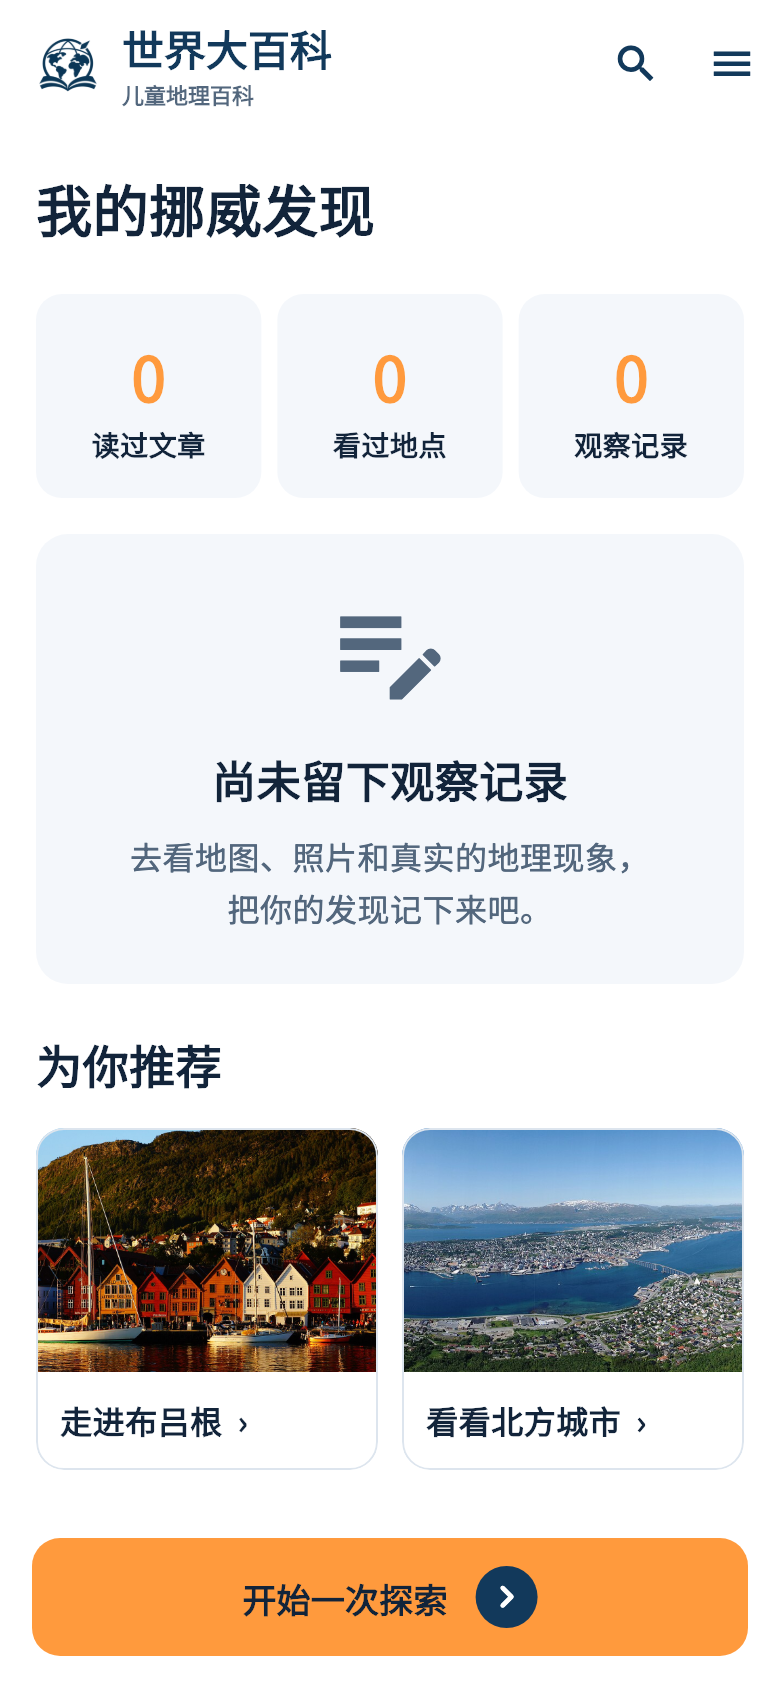 世界大百科
儿童地理百科
我的挪威发现
0
读过文章
0
看过地点
0
观察记录
尚未留下观察记录
去看地图、照片和真实的地理现象，
把你的发现记下来吧。
为你推荐
走进布吕根 ›
看看北方城市 ›
开始一次探索